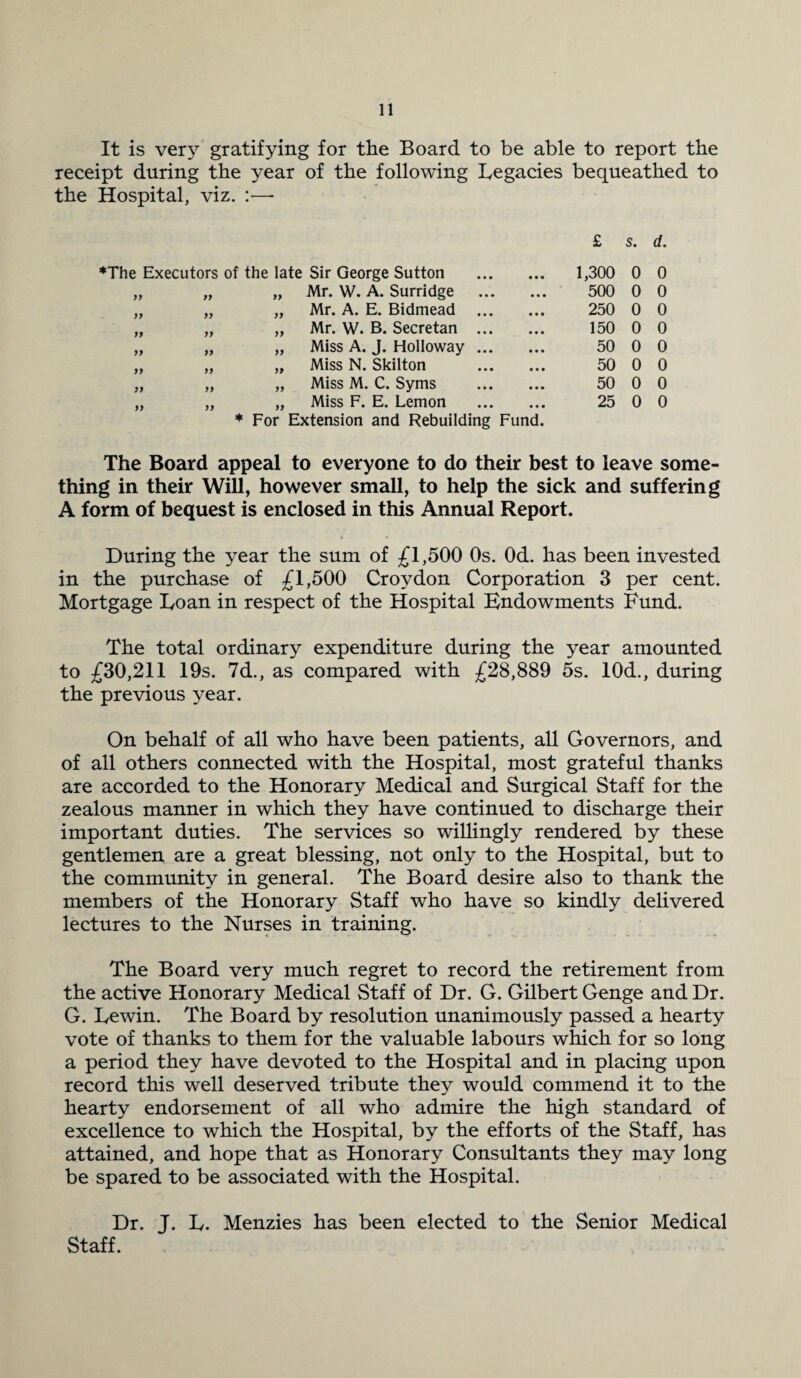 11
It is very gratifying for the Board to be able to report the
receipt during the year of the following Legacies bequeathed to
the Hospital, viz. :—
£ s. d.
*The Executors of the late Sir George Sutton ... ... 1,300 0 0
„ „ „ Mr. W. A. Surridge ... ... 500 0 0
„ „ „ Mr. A. E. Bidmead ... ... 250 0 0
„ „ „ Mr. W. B. Secretan ... ... 150 0 0
„ „ „ Miss A. J. Holloway ... ... 50 0 0
„ „ „ Miss N. Skilton ... ... 50 0 0
„ „ „ Miss M. C. Syms ... ... 50 0 0
„ „ „ Miss F. E. Lemon ... ... 25 0 0
* For Extension and Rebuilding Fund.
The Board appeal to everyone to do their best to leave some-
thing in their Will, however small, to help the sick and suffering
A form of bequest is enclosed in this Annual Report.
During the year the sum of £1,500 0s. 0d. has been invested
in the purchase of £1,500 Croydon Corporation 3 per cent.
Mortgage Loan in respect of the Hospital Endowments Fund.
The total ordinary expenditure during the year amounted
to £30,211 19s. 7d., as compared with £28,889 5s. 10d., during
the previous year.
On behalf of all who have been patients, all Governors, and
of all others connected with the Hospital, most grateful thanks
are accorded to the Honorary Medical and Surgical Staff for the
zealous manner in which they have continued to discharge their
important duties. The services so willingly rendered by these
gentlemen are a great blessing, not only to the Hospital, but to
the community in general. The Board desire also to thank the
members of the Honorary Staff who have so kindly delivered
lectures to the Nurses in training.
The Board very much regret to record the retirement from
the active Honorary Medical Staff of Dr. G. Gilbert Genge and Dr.
G. Lewin. The Board by resolution unanimously passed a hearty
vote of thanks to them for the valuable labours which for so long
a period they have devoted to the Hospital and in placing upon
record this well deserved tribute they would commend it to the
hearty endorsement of all who admire the high standard of
excellence to which the Hospital, by the efforts of the Staff, has
attained, and hope that as Honorary Consultants they may long
be spared to be associated with the Hospital.
Dr. J. L. Menzies has been elected to the Senior Medical
Staff.